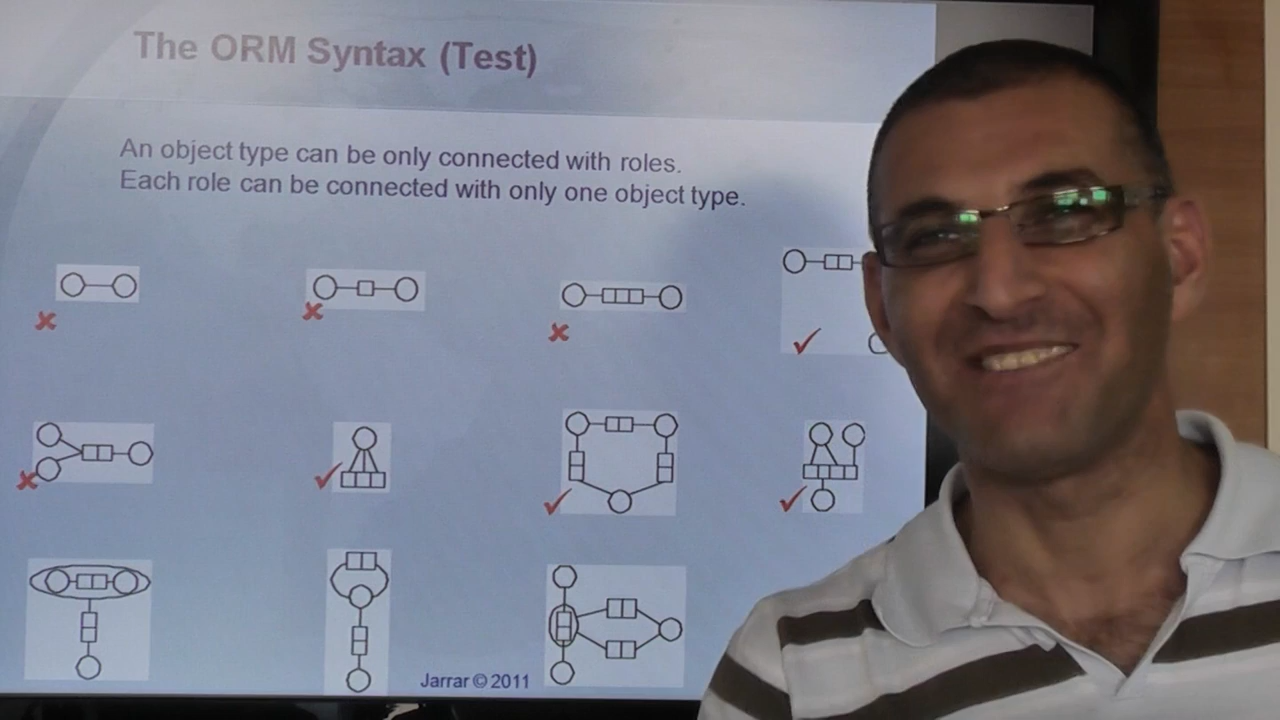 The ORM Syntax (Test)
An object type can be only connected with roles.
Each role can be connected with only one object type.
Jarrar © 2011